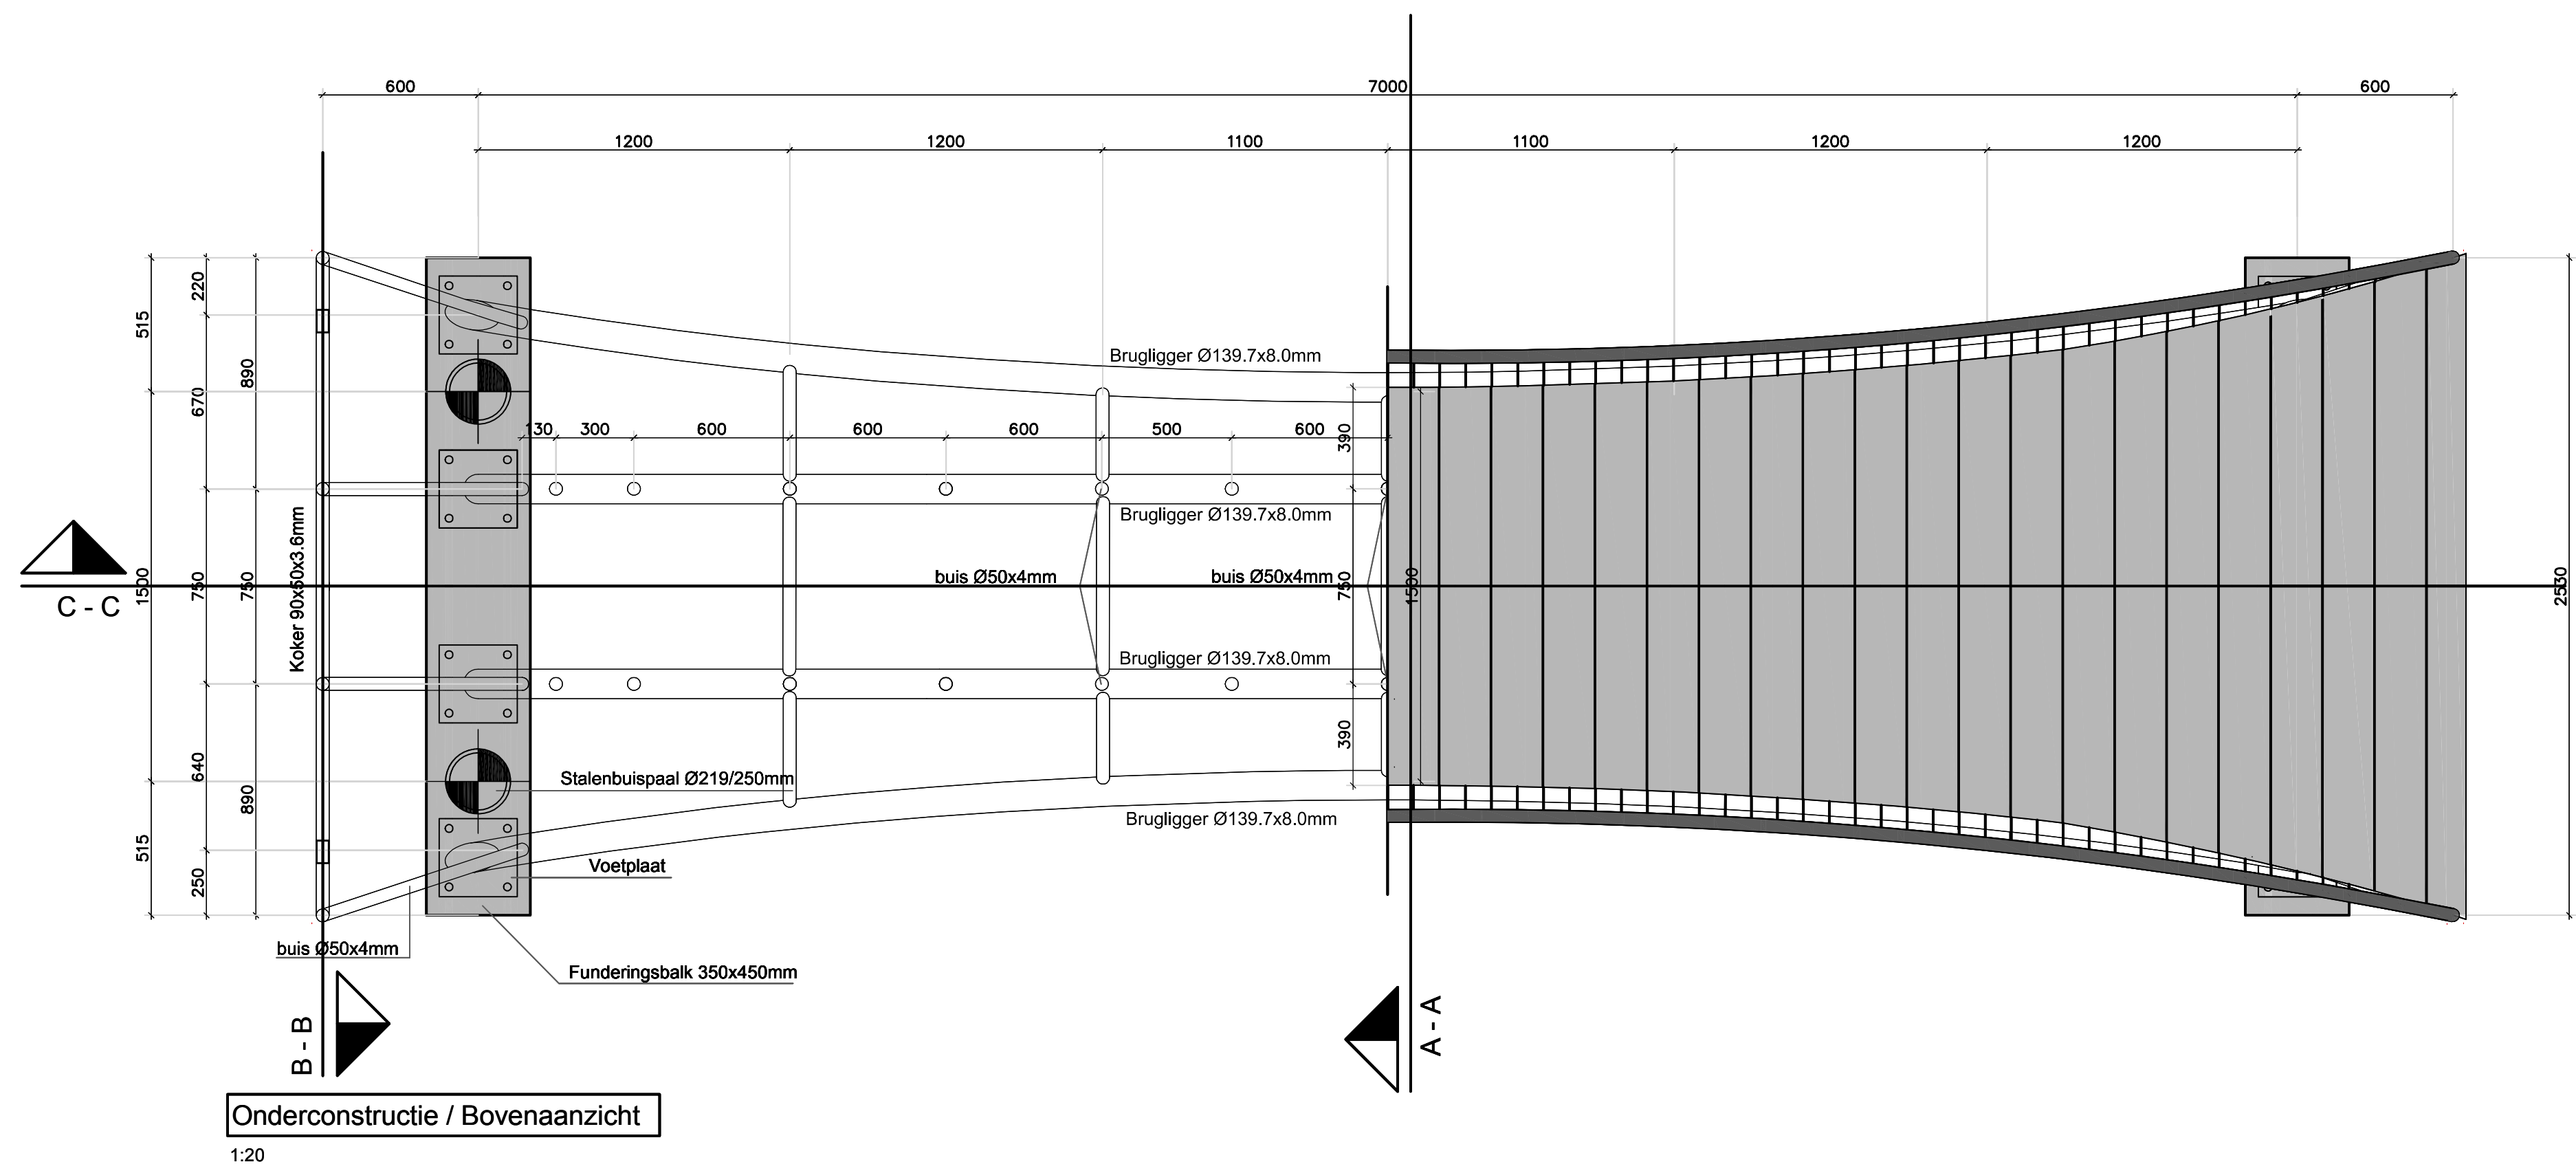 600
7000
600
1200
1200
1100
1100
1200
1200
220
515
890
670
Brugligger Ø139.7x8.0mm
130
300
600
600
600
500
600
390
Brugligger Ø139.7x8.0mm
Koker 90x50x3.6mm
C - C
1500
750
750
buis Ø50x4mm
buis Ø50x4mm
750
1500
2530
Brugligger Ø139.7x8.0mm
640
890
390
Stalenbuispaal Ø219/250mm
Brugligger Ø139.7x8.0mm
515
250
Voetplaat
buis Ø50x4mm
Funderingsbalk 350x450mm
B - B
A - A
Onderconstructie / Bovenaanzicht
1:20